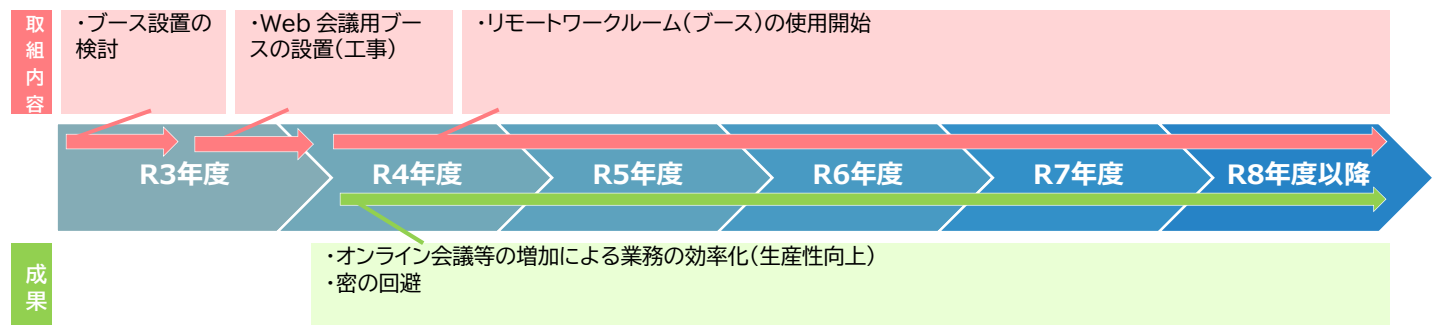 取組内容
・ブース設置の
検討
・Web 会議用ブー
スの設置(工事)
・リモートワークルーム(ブース)の使用開始
R3年度
R4年度
R5年度
R6年度
R7年度
R8年度以降
成果
・オンライン会議等の増加による業務の効率化(生産性向上)
・密の回避